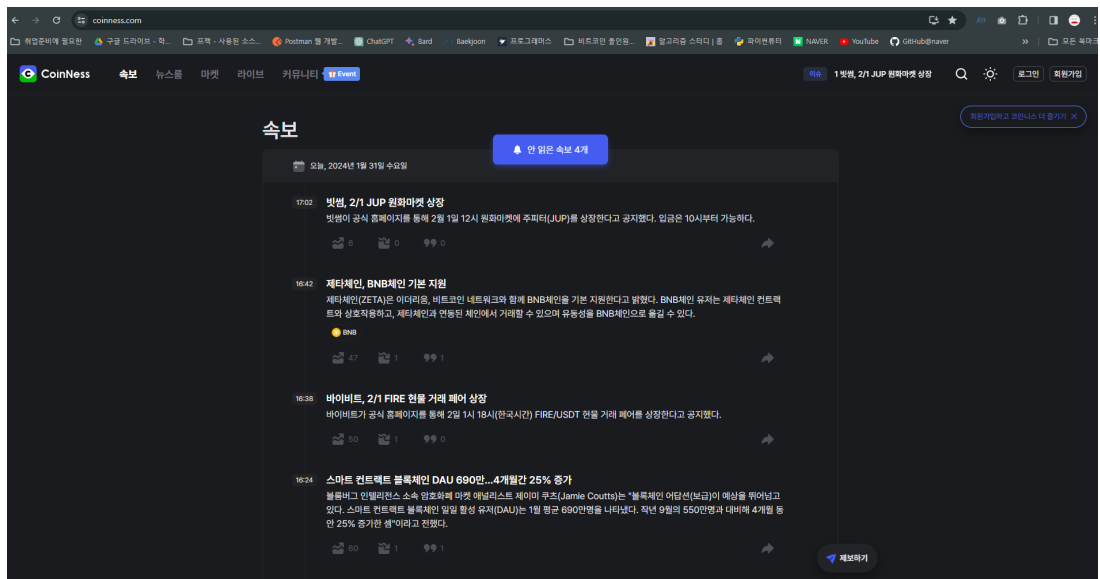 coinness.com
취업준비에 필요한
구글 드라이브 - 학...
프젝 - 사용된 소스...
Postman 웹 개발...
ChatGPT
Bard
Baekjoon
프로그래머스
비트코인 올인원...
알고리즘 스터디 | 홈
파이썬튜터
NAVER
YouTube
GitHub@naver
»
모든 북마크
CoinNess
속보
뉴스룸
마켓
라이브
커뮤니티
Event
이슈
1 빗썸, 2/1 JUP 원화마켓 상장
로그인
회원가입
회원가입하고 코인니스 더 즐기기 ×
속보
안 읽은 속보 4개
오늘, 2024년 1월 31일 수요일
17:02 빗썸, 2/1 JUP 원화마켓 상장
빗썸이 공식 홈페이지를 통해 2월 1일 12시 원화마켓에 주피터(JUP)를 상장한다고 공지했다. 입금은 10시부터 가능하다.
6 0 0
16:42 제타체인, BNB체인 기본 지원
제타체인(ZETA)은 이더리움, 비트코인 네트워크와 함께 BNB체인을 기본 지원한다고 밝혔다. BNB체인 유저는 제타체인 컨트랙
트와 상호작용하고, 제타체인과 연동된 체인에서 거래할 수 있으며 유동성을 BNB체인으로 옮길 수 있다.
BNB
47 1 1
16:38 바이비트, 2/1 FIRE 현물 거래 페어 상장
바이비트가 공식 홈페이지를 통해 2일 1시 18시(한국시간) FIRE/USDT 현물 거래 페어를 상장한다고 공지했다.
50 1 0
16:24 스마트 컨트랙트 블록체인 DAU 690만...4개월간 25% 증가
블룸버그 인텔리전스 소속 암호화폐 마켓 애널리스트 제이미 쿠츠(Jamie Coutts)는 "블록체인 어답션(보급)이 예상을 뛰어넘고
있다. 스마트 컨트랙트 블록체인 일일 활성 유저(DAU)는 1월 평균 690만명을 나타냈다. 작년 9월의 550만명과 대비해 4개월 동
안 25% 증가한 셈"이라고 전했다.
60 1 1
제보하기